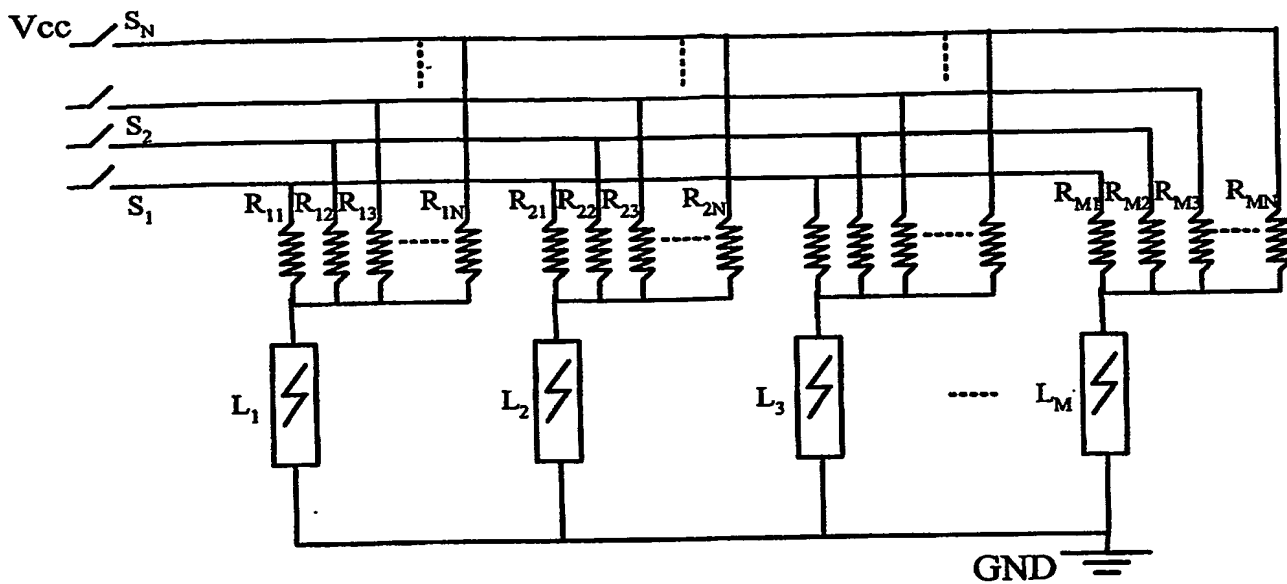 Vcc S_N
S_2
S_1
R_11 R_12 R_13 R_1N R_21 R_22 R_23 R_2N R_M1 R_M2 R_M3 R_MN
L_1 L_2 L_3 L_M
GND